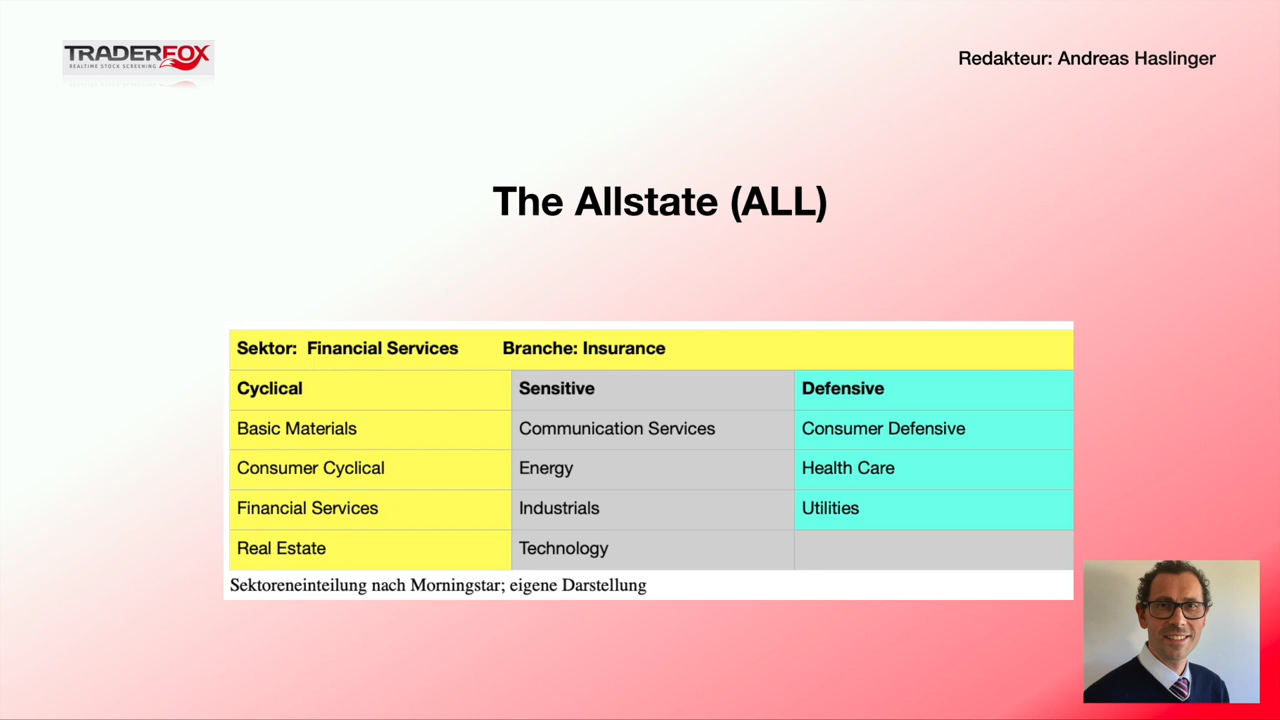 TRADERFOX
REALTIME STOCK SCREENING
Redakteur: Andreas Haslinger
The Allstate (ALL)
Sektor: Financial Services Branche: Insurance
Cyclical Sensitive Defensive
Basic Materials Communication Services Consumer Defensive
Consumer Cyclical Energy Health Care
Financial Services Industrials Utilities
Real Estate Technology
Sektoreneinteilung nach Morningstar; eigene Darstellung